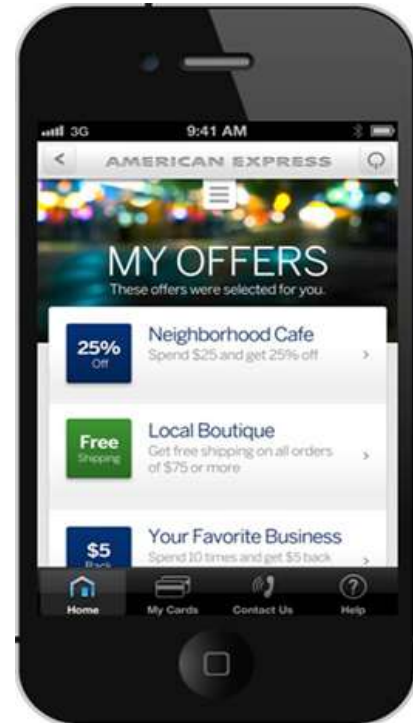 3G 9:41 AM
AMERICAN EXPRESS
MY OFFERS
These offers were selected for you.
25%
Off
Neighborhood Cafe
Spend $25 and get 25% off
Free
Shipping
Local Boutique
Get free shipping on all orders
of $75 or more
$5
Back
Your Favorite Business
Spend 10 times and get $5 back
Home My Cards Contact Us Help